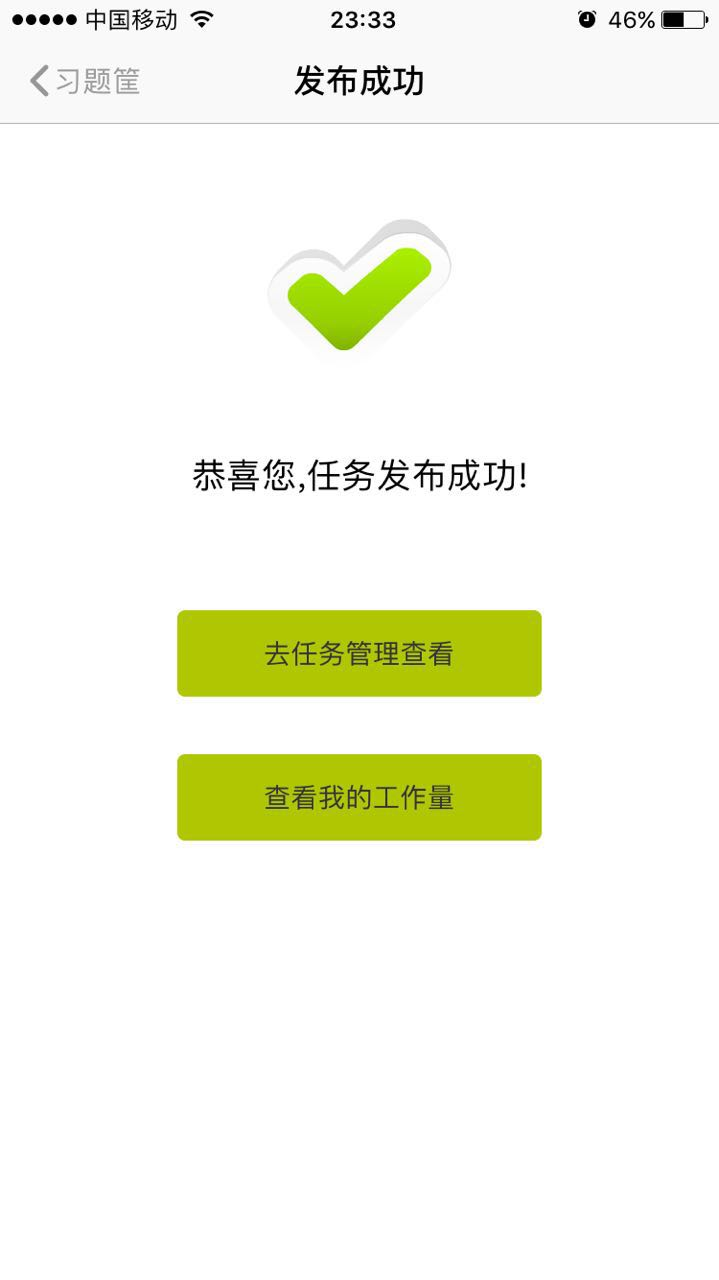 中国移动 23:33 46%
习题筐 发布成功
恭喜您,任务发布成功!
去任务管理查看
查看我的工作量